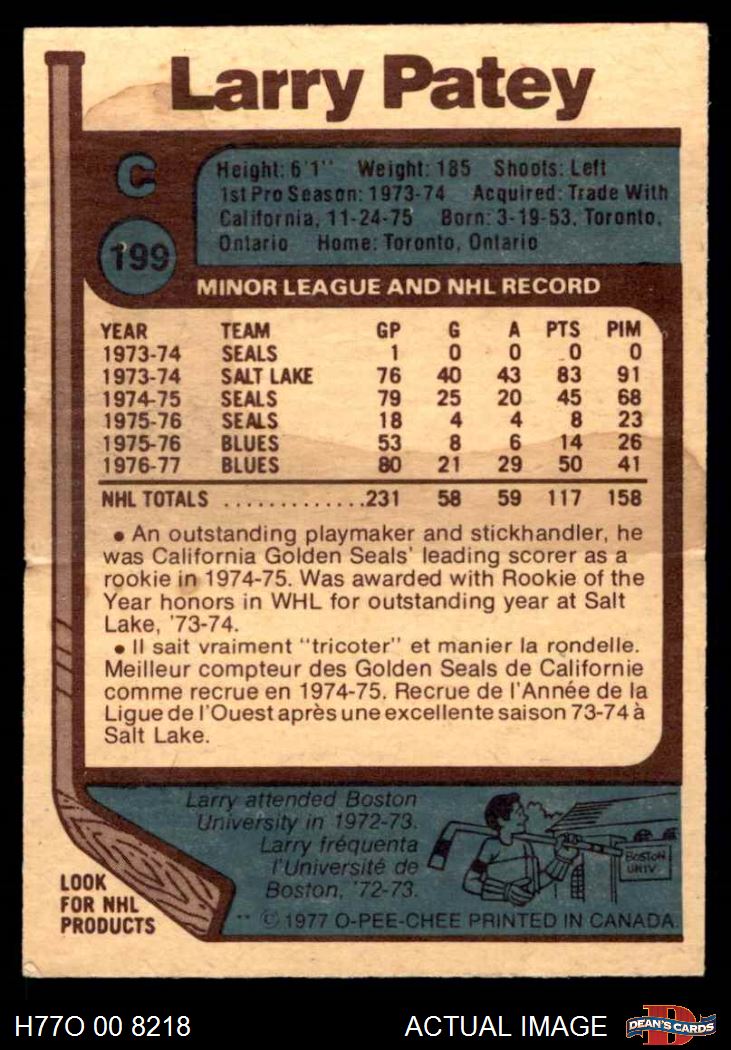 Larry Patey
C
199
Height: 6'1" Weight: 185 Shoots: Left
1st Pro Season: 1973-74 Acquired: Trade With
California, 11-24-75 Born: 3-19-53, Toronto,
Ontario Home: Toronto, Ontario
MINOR LEAGUE AND NHL RECORD
YEAR TEAM GP G A PTS PIM
1973-74 SEALS 1 0 0 0 0
1973-74 SALT LAKE 76 40 43 83 91
1974-75 SEALS 79 25 20 45 68
1975-76 SEALS 18 4 4 8 23
1975-76 BLUES 53 8 6 14 26
1976-77 BLUES 80 21 29 50 41
NHL TOTALS .............231 58 59 117 158
• An outstanding playmaker and stickhandler, he
was California Golden Seals' leading scorer as a
rookie in 1974-75. Was awarded with Rookie of the
Year honors in WHL for outstanding year at Salt
Lake, '73-74.
• Il sait vraiment "tricoter" et manier la rondelle.
Meilleur compteur des Golden Seals de Californie
comme recrue en 1974-75. Recrue de l'Année de la
Ligue de l'Ouest après une excellente saison 73-74 à
Salt Lake.
Larry attended Boston
University in 1972-73.
Larry fréquenta
l'Université de
Boston, '72-73.
BOSTON
UNIV
LOOK
FOR NHL
PRODUCTS
** © 1977 O-PEE-CHEE PRINTED IN CANADA
H77O 00 8218
ACTUAL IMAGE
D
DEAN'S CARDS